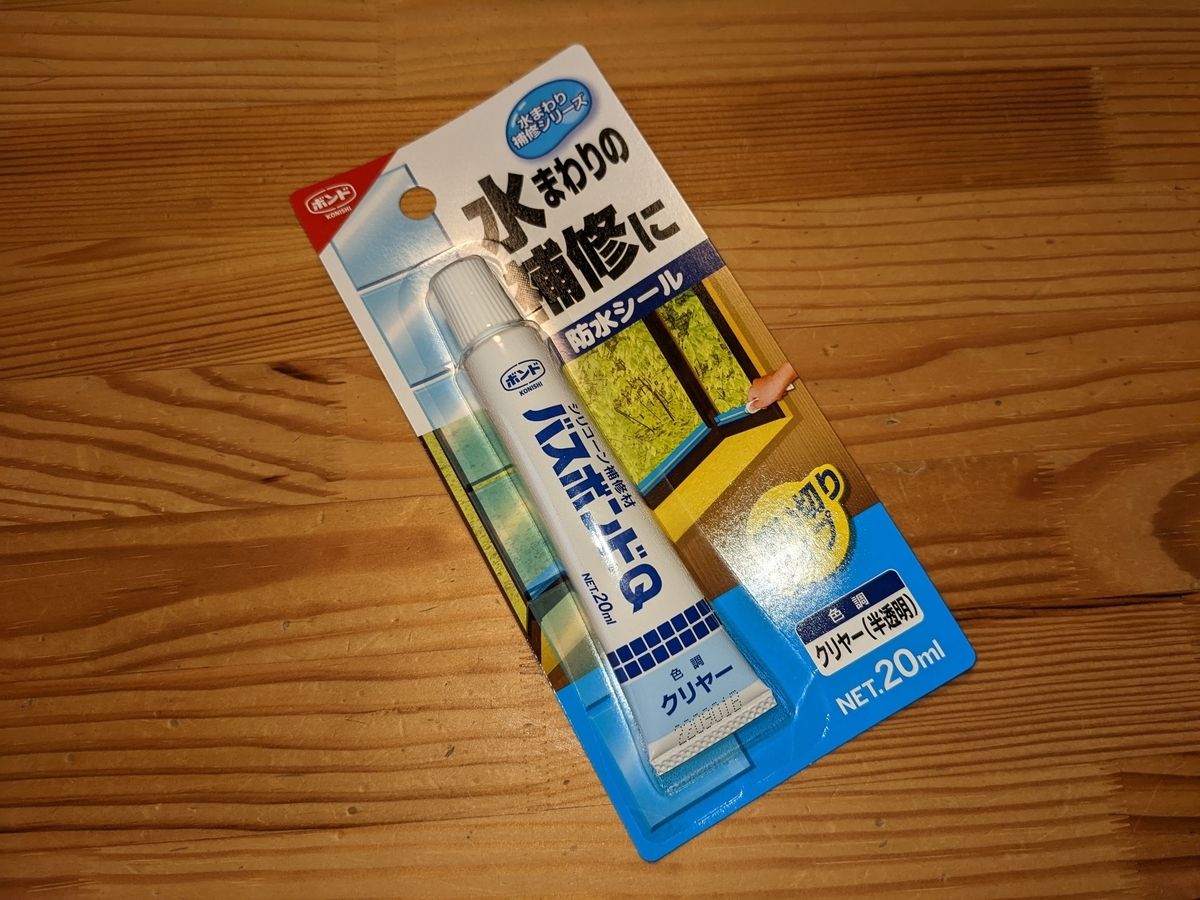 水まわり
補修シリーズ
ボンド
KONISHI
水まわりの
補修に
防水シール
ボンド
KONISHI
シリコーン補修材
バスボンドQ
NET.20ml
色調
クリヤー
切り
色調
クリヤー(半透明)
NET.20ml